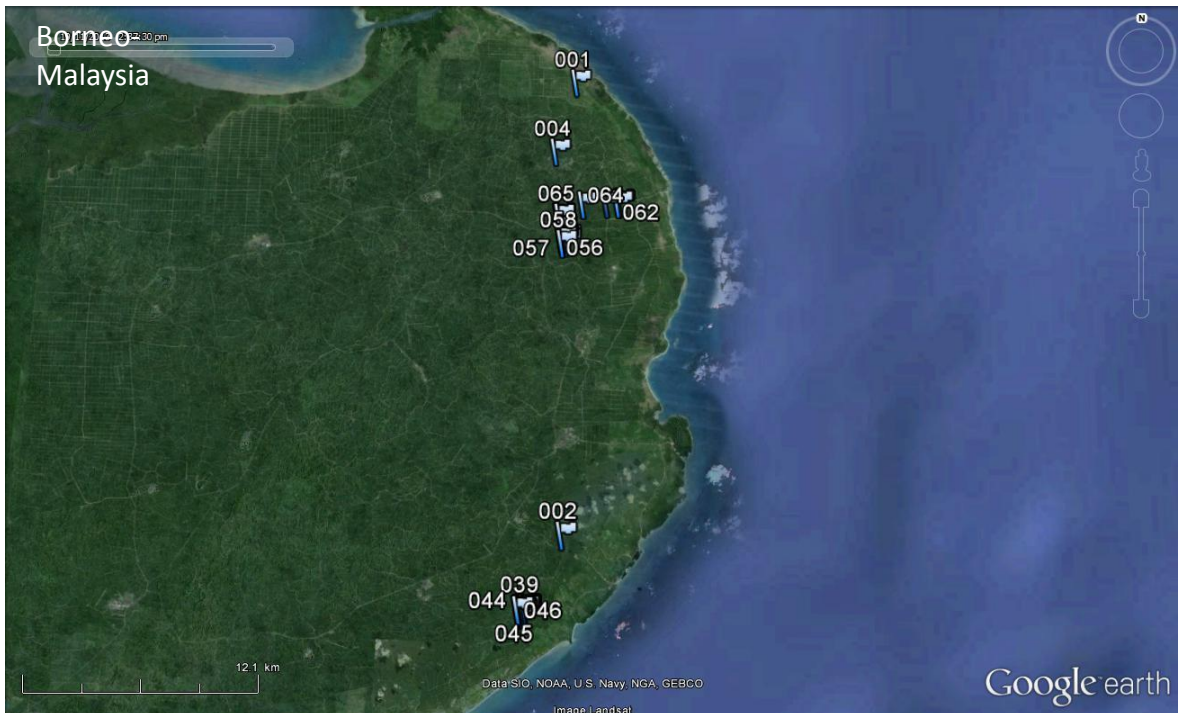 Borneo-
Malaysia
N
001
004
065
064
058
062
057
056
002
039
044
046
045
12.1 km
Data SIO, NOAA, U.S. Navy, NGA, GEBCO
Image Landsat
Google earth